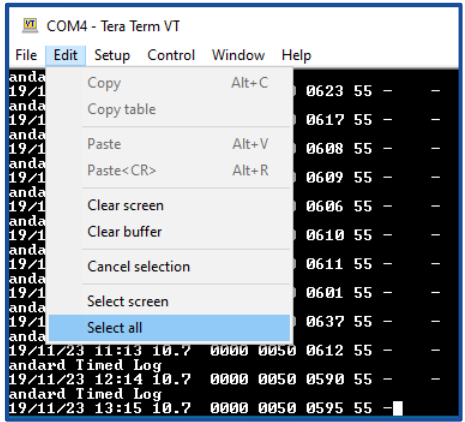 COM4 - Tera Term VT
File Edit Setup Control Window Help
Copy Alt+C
Copy table
Paste Alt+V
Paste<CR> Alt+R
Clear screen
Clear buffer
Cancel selection
Select screen
Select all
anda
19/1 0623 55 - -
anda
19/1 0617 55 - -
anda
19/1 0608 55 - -
anda
19/1 0609 55 - -
anda
19/1 0606 55 - -
anda
19/1 0610 55 - -
anda
19/1 0611 55 - -
anda
19/1 0601 55 - -
anda
19/1 0637 55 - -
anda
19/11/23 11:13 10.7 0000 0050 0612 55 - -
andard Timed Log
19/11/23 12:14 10.7 0000 0050 0590 55 - -
andard Timed Log
19/11/23 13:15 10.7 0000 0050 0595 55 -